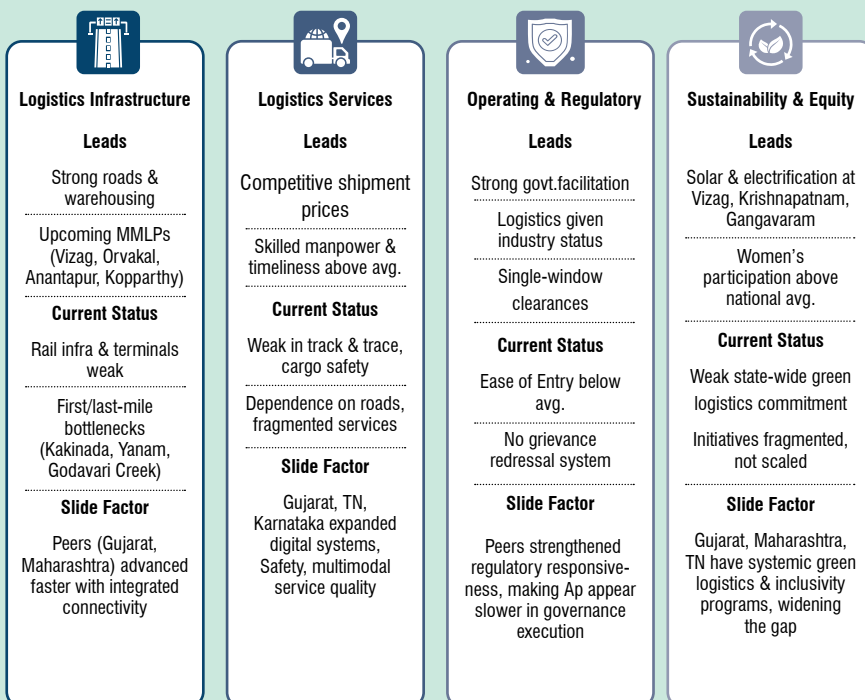 Logistics Infrastructure
Leads
Strong roads &
warehousing
Upcoming MMLPs
(Vizag, Orvakal,
Anantapur, Kopparthy)
Current Status
Rail infra & terminals
weak
First/last-mile
bottlenecks
(Kakinada, Yanam,
Godavari Creek)
Slide Factor
Peers (Gujarat,
Maharashtra) advanced
faster with integrated
connectivity
Logistics Services
Leads
Competitive shipment
prices
Skilled manpower &
timeliness above avg.
Current Status
Weak in track & trace,
cargo safety
Dependence on roads,
fragmented services
Slide Factor
Gujarat, TN,
Karnataka expanded
digital systems,
Safety, multimodal
service quality
Operating & Regulatory
Leads
Strong govt.facilitation
Logistics given
industry status
Single-window
clearances
Current Status
Ease of Entry below
avg.
No grievance
redressal system
Slide Factor
Peers strengthened
regulatory responsive-
ness, making Ap appear
slower in governance
execution
Sustainability & Equity
Leads
Solar & electrification at
Vizag, Krishnapatnam,
Gangavaram
Women's
participation above
national avg.
Current Status
Weak state-wide green
logistics commitment
Initiatives fragmented,
not scaled
Slide Factor
Gujarat, Maharashtra,
TN have systemic green
logistics & inclusivity
programs, widening
the gap